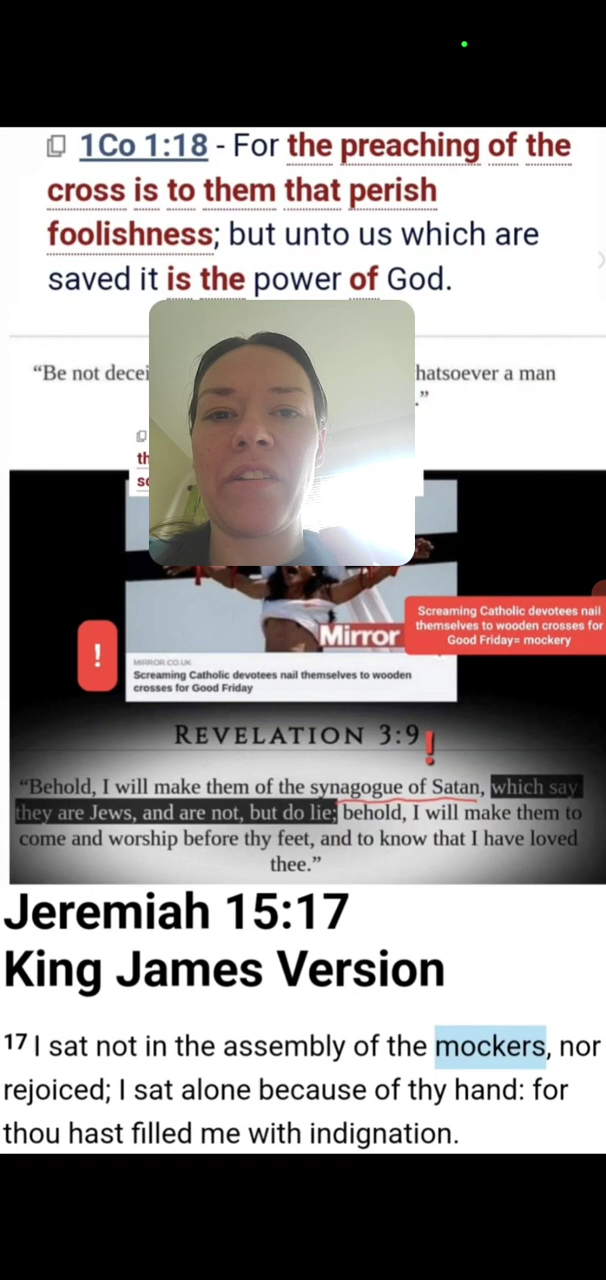 1Co 1:18 - For the preaching of the
cross is to them that perish
foolishness; but unto us which are
saved it is the power of God.
“Be not decei
hatsoever a man
.”
th
Mirror
Screaming Catholic devotees nail
themselves to wooden crosses for
Good Friday= mockery
!
MIRROR.CO.UK
Screaming Catholic devotees nail themselves to wooden
crosses for Good Friday
REVELATION 3:9!
“Behold, I will make them of the synagogue of Satan, which say
they are Jews, and are not, but do lie; behold, I will make them to
come and worship before thy feet, and to know that I have loved
thee.”
Jeremiah 15:17
King James Version
17 I sat not in the assembly of the mockers, nor
rejoiced; I sat alone because of thy hand: for
thou hast filled me with indignation.